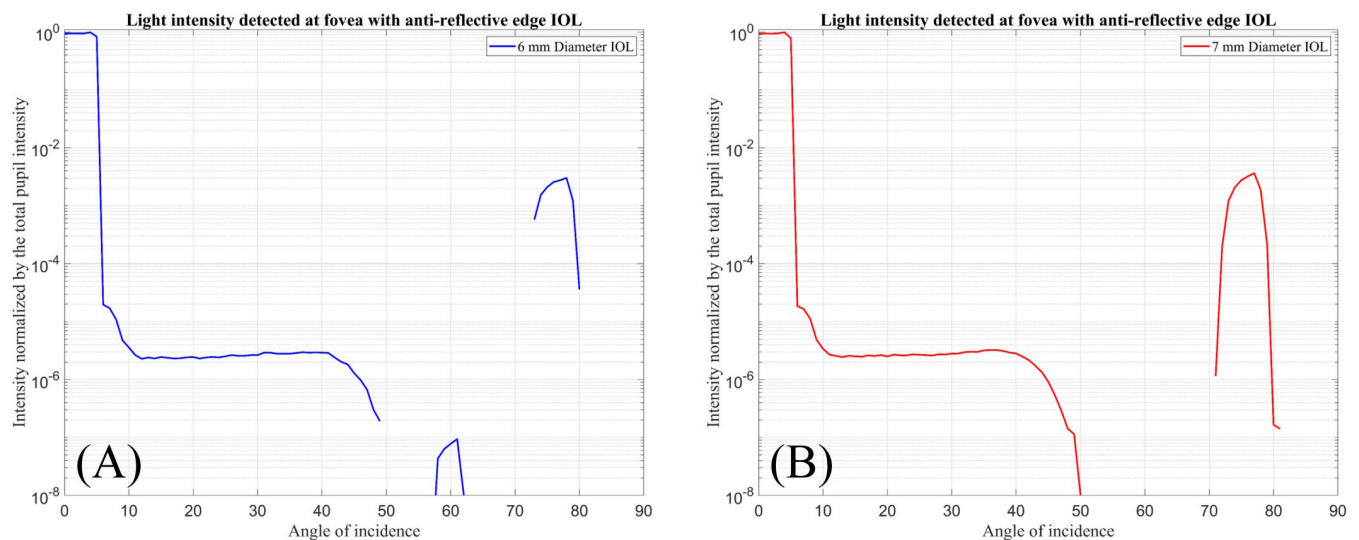 Light intensity detected at fovea with anti-reflective edge IOL
6 mm Diameter IOL
Intensity normalized by the total pupil intensity
10^0
10^-2
10^-4
10^-6
10^-8
(A)
0 10 20 30 40 50 60 70 80 90
Angle of incidence
Light intensity detected at fovea with anti-reflective edge IOL
7 mm Diameter IOL
Intensity normalized by the total pupil intensity
10^0
10^-2
10^-4
10^-6
10^-8
(B)
0 10 20 30 40 50 60 70 80 90
Angle of incidence